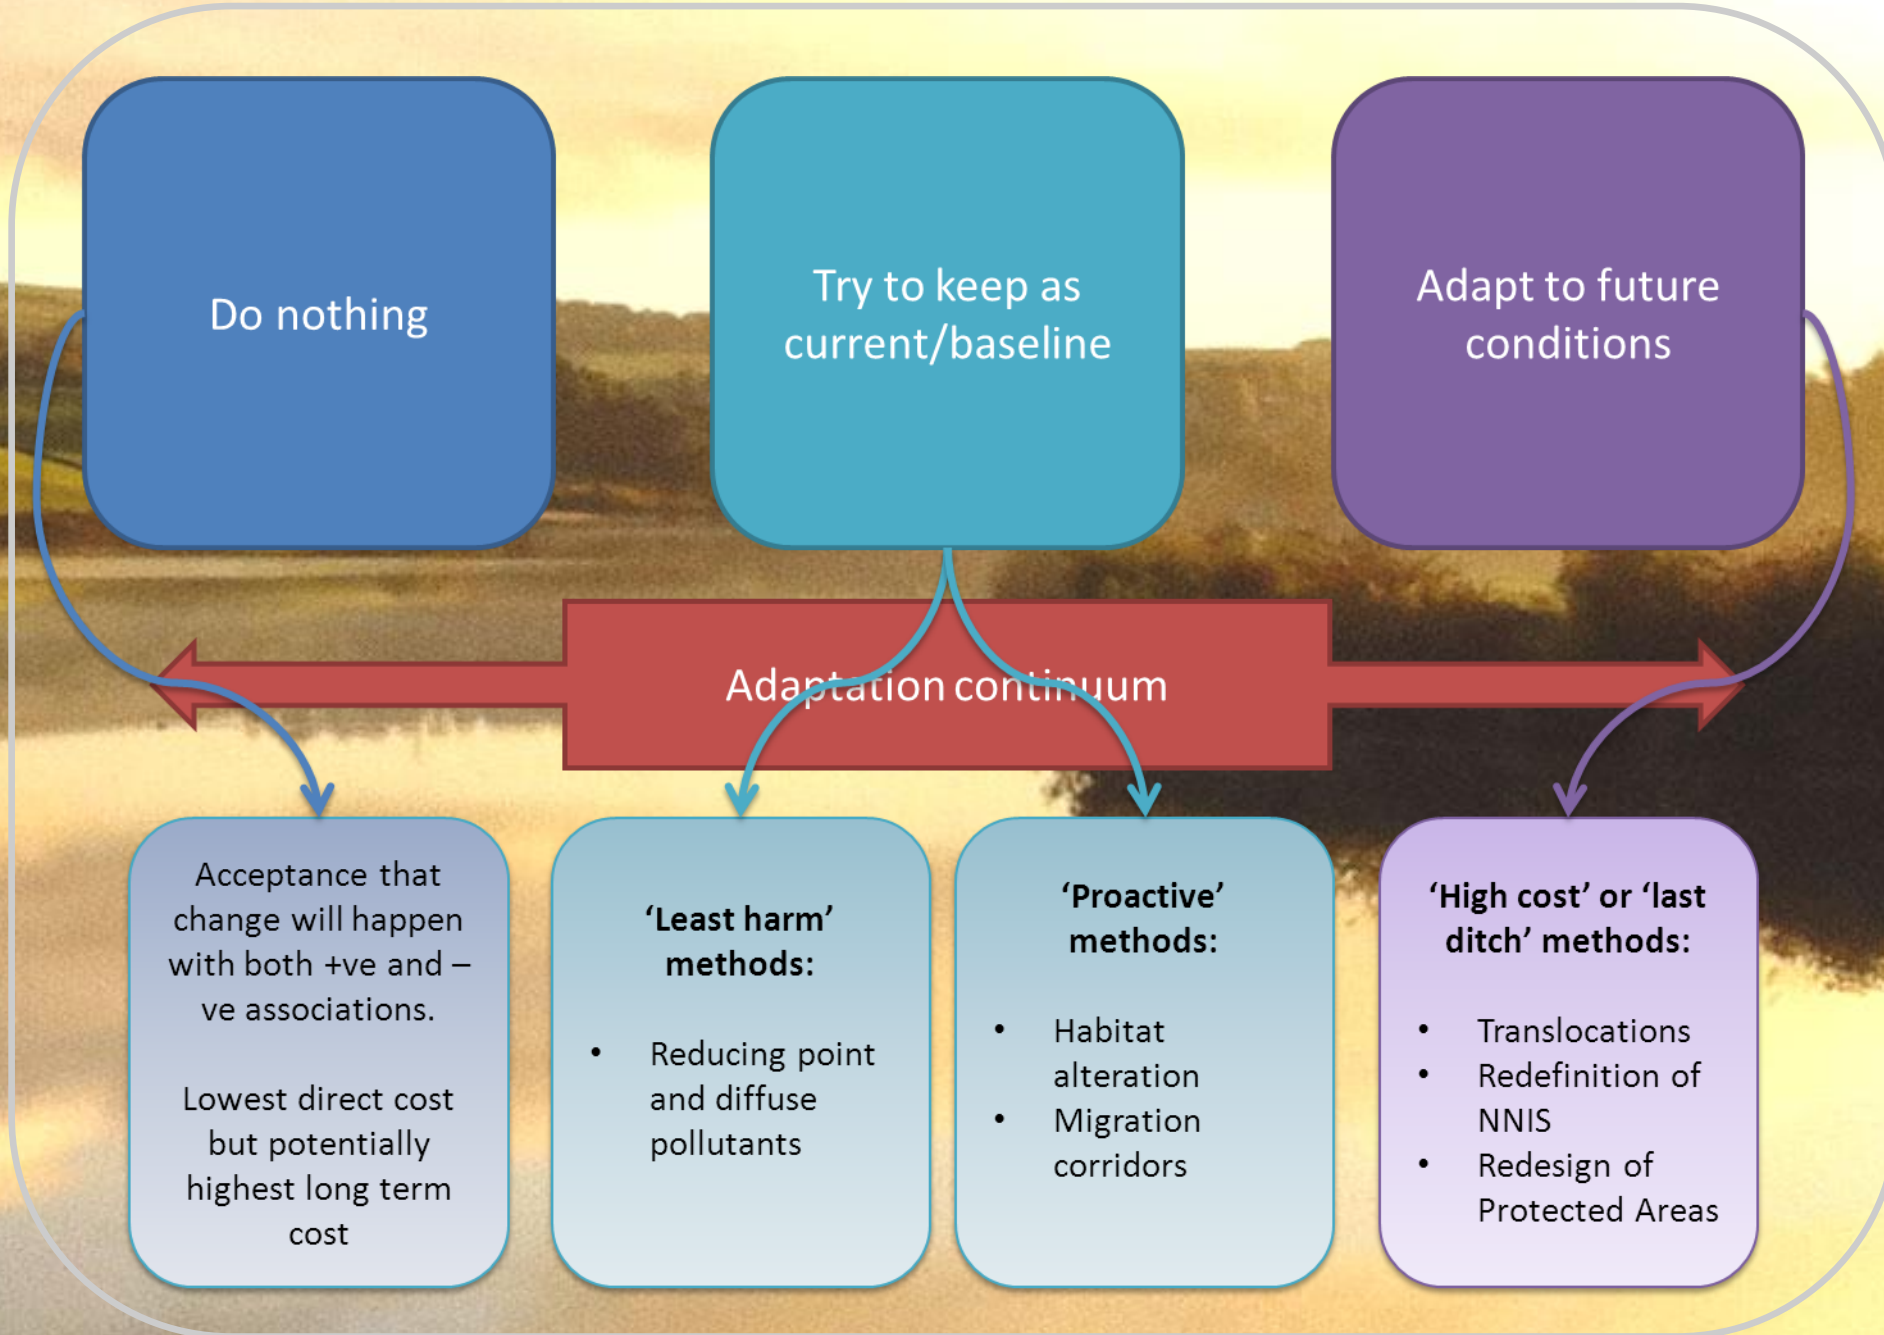 Do nothing
Try to keep as
current/baseline
Adapt to future
conditions
Adaptation continuum
Acceptance that
change will happen
with both +ve and –
ve associations.
Lowest direct cost
but potentially
highest long term
cost
‘Least harm’
methods:
• Reducing point
and diffuse
pollutants
‘Proactive’
methods:
• Habitat
alteration
• Migration
corridors
‘High cost’ or ‘last
ditch’ methods:
• Translocations
• Redefinition of
NNIS
• Redesign of
Protected Areas